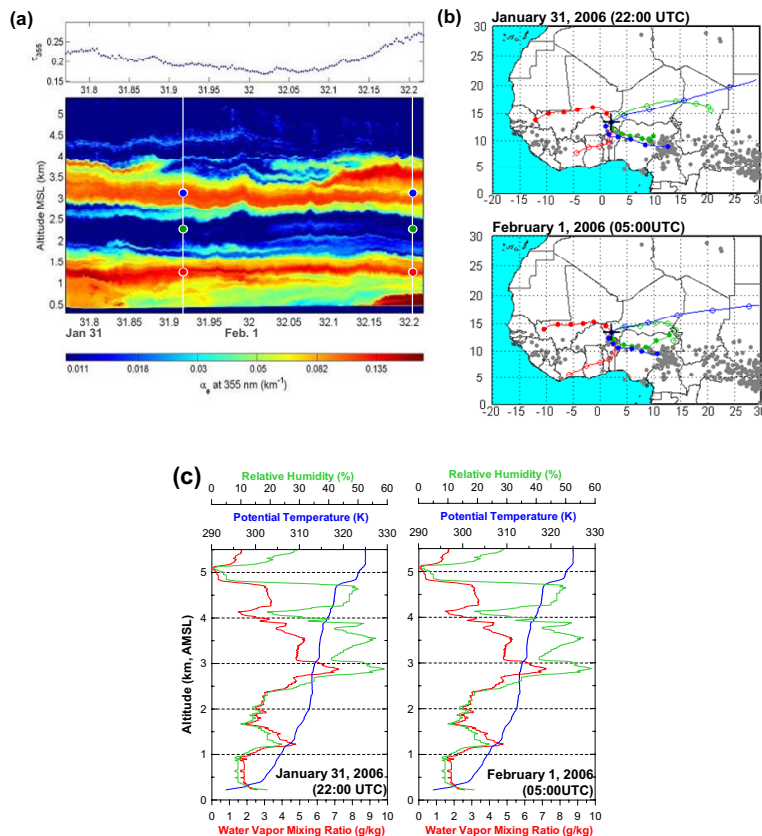 (a)
τ355
0.25
0.2
0.15
31.8 31.85 31.9 31.95 32 32.05 32.1 32.15 32.2
Altitude MSL (km)
5
4.5
4
3.5
3
2.5
2
1.5
1
0.5
31.8 31.85 31.9 31.95 32 32.05 32.1 32.15 32.2
Jan 31 Feb. 1
0.011 0.018 0.03 0.05 0.08 0.135
αe at 355 nm (km-1)
(b)
January 31, 2006 (22:00 UTC)
30
25
20
15
10
5
0
-20 -15 -10 -5 0 5 10 15 20 25 30
February 1, 2006 (05:00UTC)
30
25
20
15
10
5
0
-20 -15 -10 -5 0 5 10 15 20 25 30
(c)
Relative Humidity (%)
0 10 20 30 40 50 60
Potential Temperature (K)
290 300 310 320 330
Altitude (km, AMSL)
5
4
3
2
1
0
January 31, 2006
(22:00 UTC)
0 1 2 3 4 5 6 7 8 9 10
Water Vapor Mixing Ratio (g/kg)
Relative Humidity (%)
0 10 20 30 40 50 60
Potential Temperature (K)
290 300 310 320 330
5
4
3
2
1
0
February 1, 2006
(05:00UTC)
0 1 2 3 4 5 6 7 8 9 10
Water Vapor Mixing Ratio (g/kg)